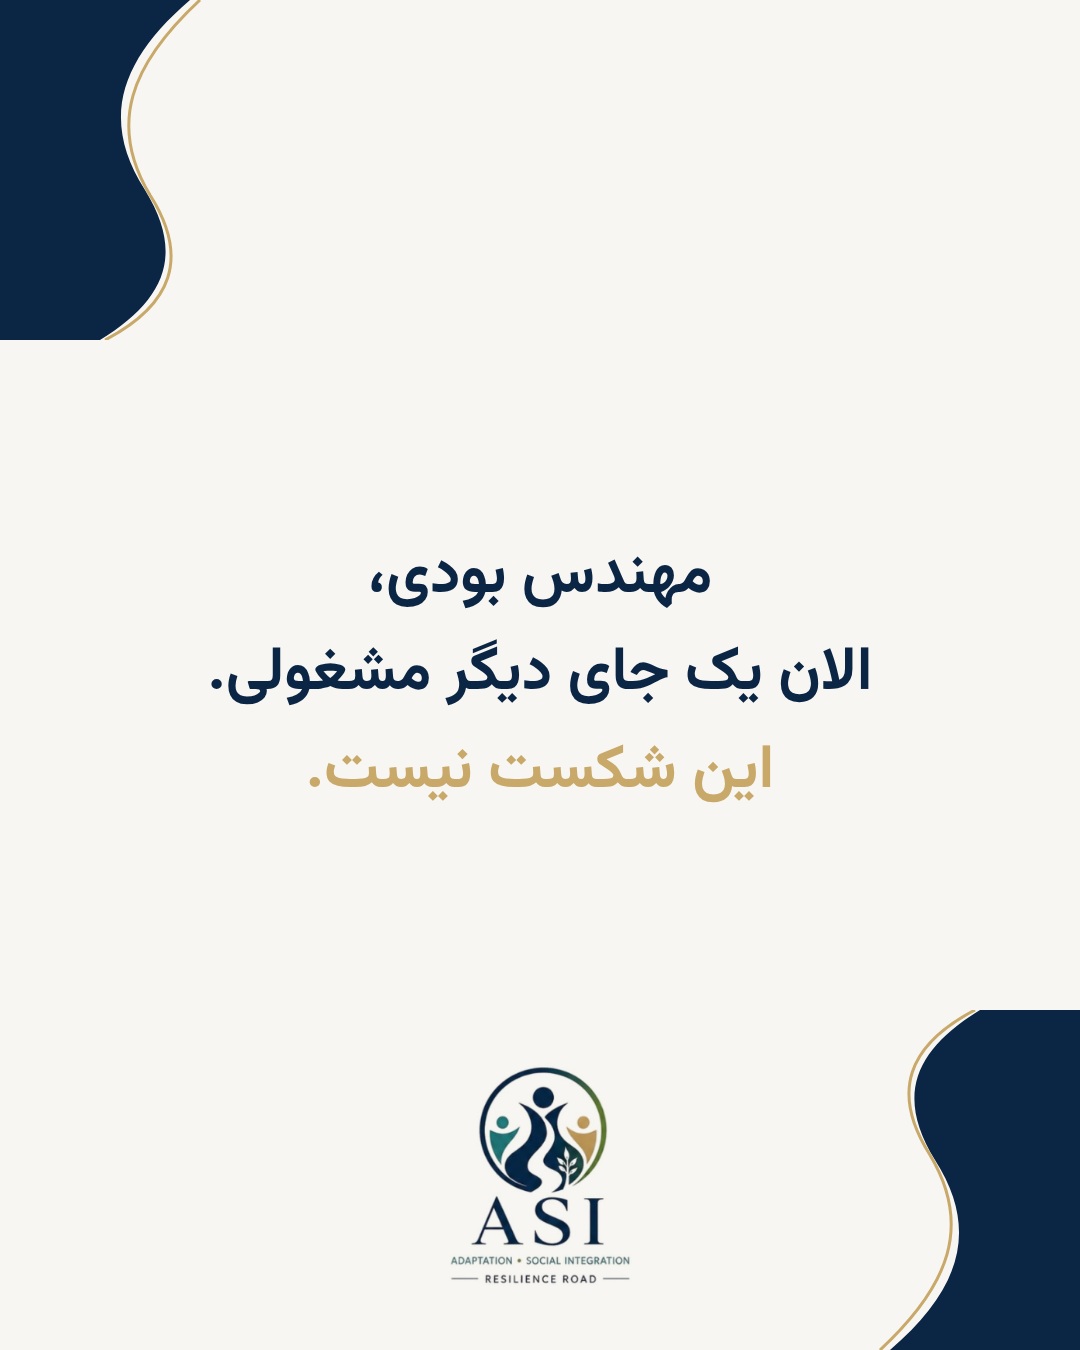 مهندس بودی،
الان یک جای دیگر مشغولی.
این شکست نیست.
ASI
ADAPTATION • SOCIAL INTEGRATION
RESILIENCE ROAD